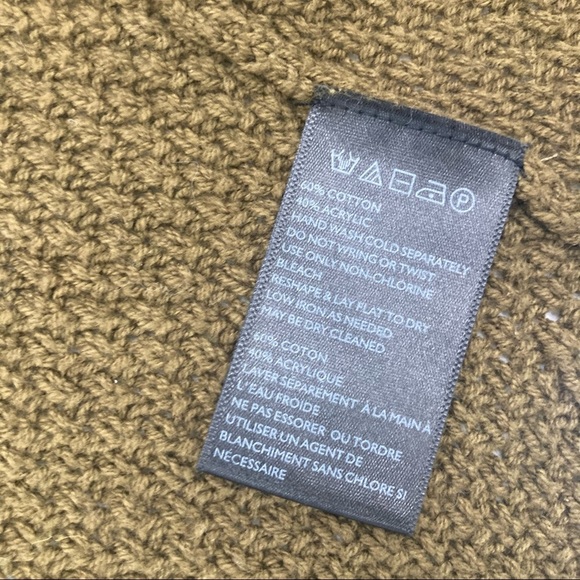 P
60% COTTON
40% ACRYLIC
HAND WASH COLD SEPARATELY
DO NOT WRING OR TWIST
USE ONLY NON-CHLORINE
BLEACH
RESHAPE & LAY FLAT TO DRY
LOW IRON AS NEEDED
MAY BE DRY CLEANED
60% COTON
40% ACRYLIQUE
LAVER SÉPARÉMENT À LA MAIN À
L'EAU FROIDE
NE PAS ESSORER OU TORDRE
UTILISER UN AGENT DE
BLANCHIMENT SANS CHLORE SI
NÉCESSAIRE